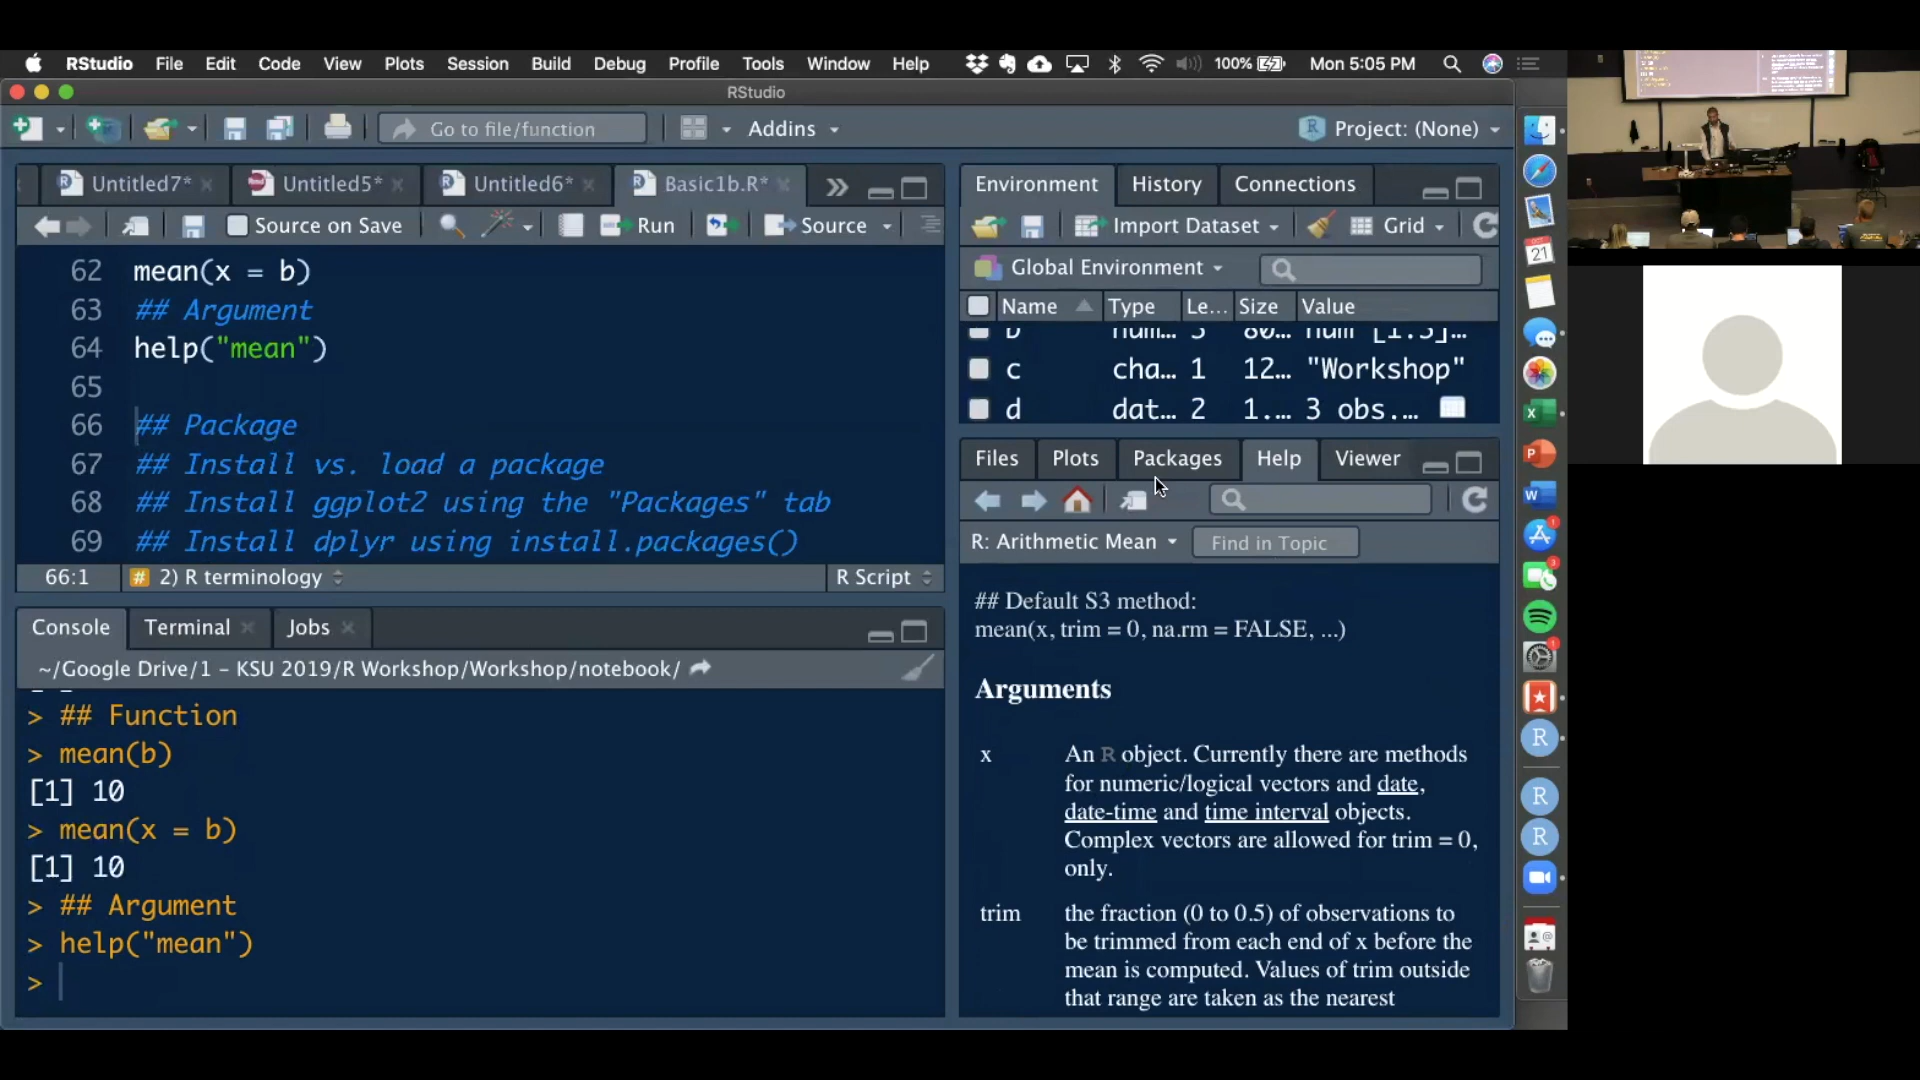 RStudio File Edit Code View Plots Session Build Debug Profile Tools Window Help 100% Mon 5:05 PM
RStudio
Go to file/function Addins Project: (None)
Untitled7* Untitled5* Untitled6* Basic1b.R*
Source on Save Run Source
62 mean(x = b)
63 ## Argument
64 help("mean")
65
66 ## Package
67 ## Install vs. load a package
68 ## Install ggplot2 using the "Packages" tab
69 ## Install dplyr using install.packages()
66:1 # 2) R terminology R Script
Console Terminal Jobs
~/Google Drive/1 - KSU 2019/R Workshop/Workshop/notebook/
> ## Function
> mean(b)
[1] 10
> mean(x = b)
[1] 10
> ## Argument
> help("mean")
>
Environment History Connections
Import Dataset Grid
Global Environment
Name Type Le... Size Value
c cha... 1 12... "Workshop"
d dat... 2 1.... 3 obs....
Files Plots Packages Help Viewer
R: Arithmetic Mean Find in Topic
## Default S3 method:
mean(x, trim = 0, na.rm = FALSE, ...)
Arguments
x An R object. Currently there are methods
for numeric/logical vectors and date,
date-time and time interval objects.
Complex vectors are allowed for trim = 0,
only.
trim the fraction (0 to 0.5) of observations to
be trimmed from each end of x before the
mean is computed. Values of trim outside
that range are taken as the nearest
21